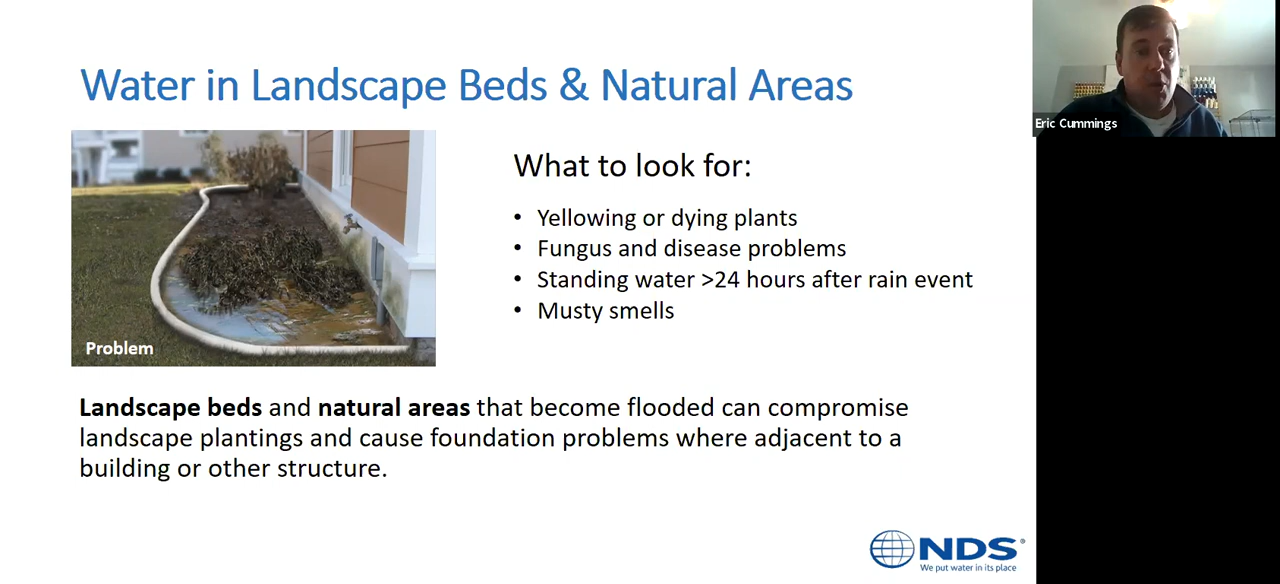 Water in Landscape Beds & Natural Areas
Eric Cummings
What to look for:
• Yellowing or dying plants
• Fungus and disease problems
• Standing water >24 hours after rain event
• Musty smells
Problem
Landscape beds and natural areas that become flooded can compromise
landscape plantings and cause foundation problems where adjacent to a
building or other structure.
NDS®
We put water in its place